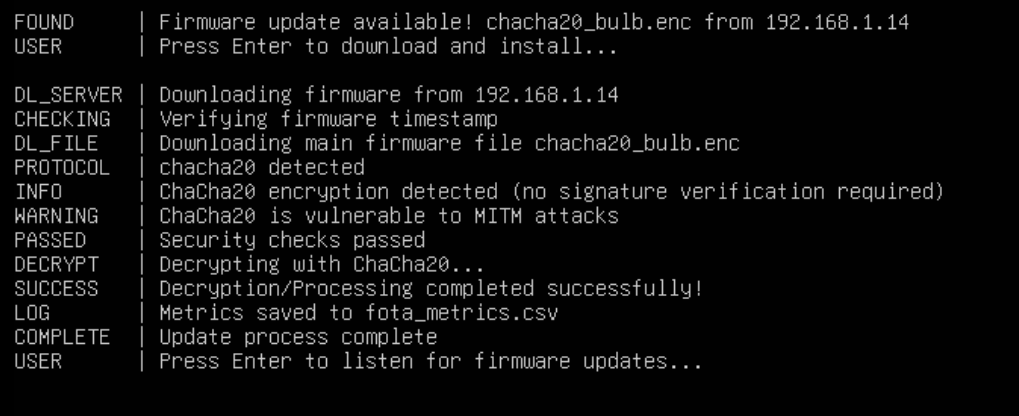 FOUND | Firmware update available! chacha20_bulb.enc from 192.168.1.14
USER | Press Enter to download and install...
DL_SERVER | Downloading firmware from 192.168.1.14
CHECKING | Verifying firmware timestamp
DL_FILE | Downloading main firmware file chacha20_bulb.enc
PROTOCOL | chacha20 detected
INFO | ChaCha20 encryption detected (no signature verification required)
WARNING | ChaCha20 is vulnerable to MITM attacks
PASSED | Security checks passed
DECRYPT | Decrypting with ChaCha20...
SUCCESS | Decryption/Processing completed successfully!
LOG | Metrics saved to fota_metrics.csv
COMPLETE | Update process complete
USER | Press Enter to listen for firmware updates...